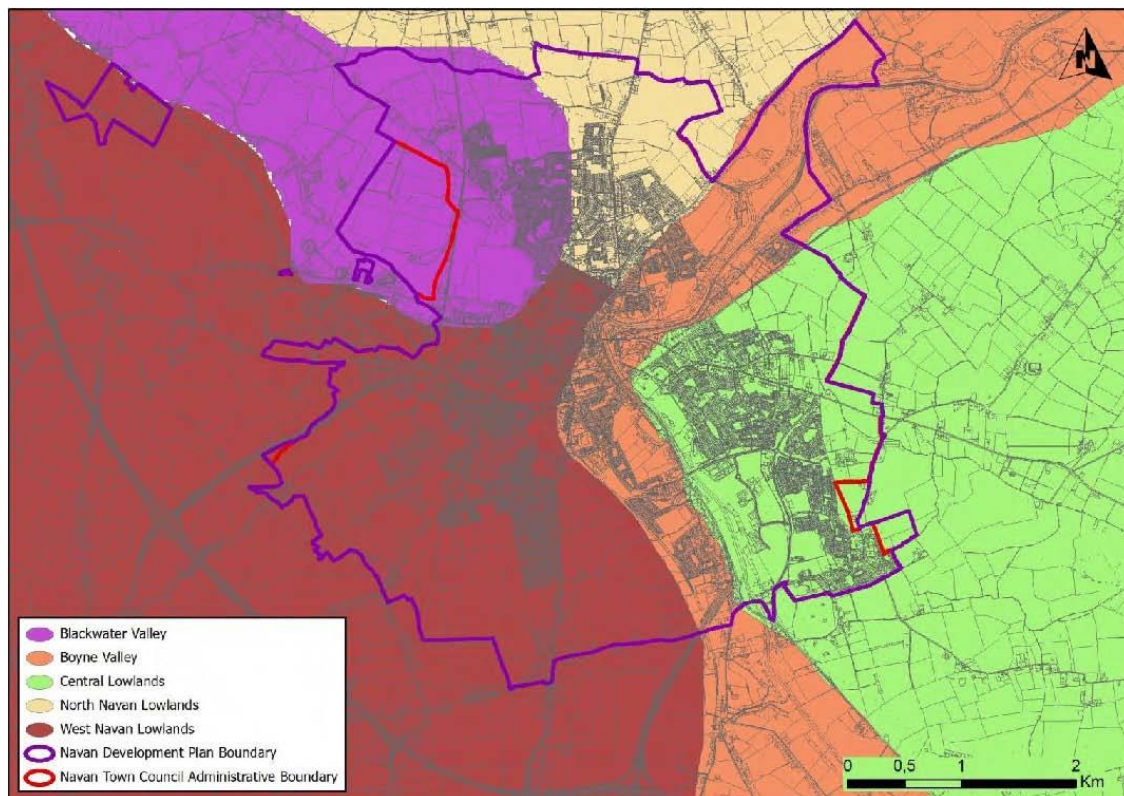 N
Blackwater Valley
Boyne Valley
Central Lowlands
North Navan Lowlands
West Navan Lowlands
Navan Development Plan Boundary
Navan Town Council Administrative Boundary
0 0,5 1 2
Km